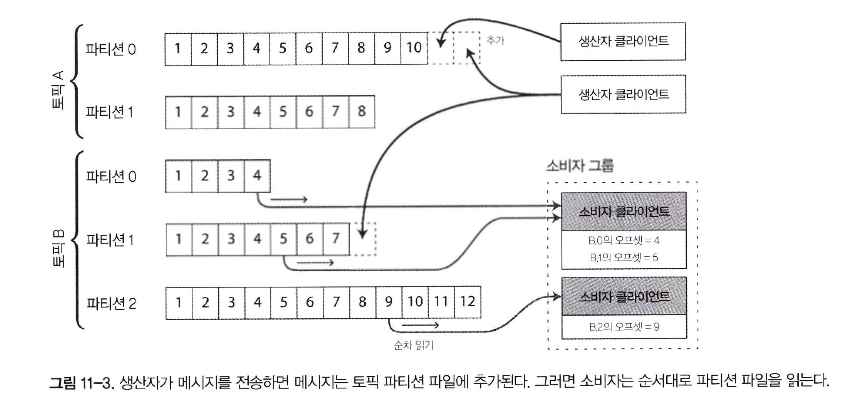 토픽 A
파티션 0
1 2 3 4 5 6 7 8 9 10
추가
생산자 클라이언트
생산자 클라이언트
파티션 1
1 2 3 4 5 6 7 8
토픽 B
파티션 0
1 2 3 4
파티션 1
1 2 3 4 5 6 7
파티션 2
1 2 3 4 5 6 7 8 9 10 11 12
순차 읽기
소비자 그룹
소비자 클라이언트
B,0의 오프셋 = 4
B,1의 오프셋 = 5
소비자 클라이언트
B,2의 오프셋 = 9
그림 11-3. 생산자가 메시지를 전송하면 메시지는 토픽 파티션 파일에 추가된다. 그러면 소비자는 순서대로 파티션 파일을 읽는다.